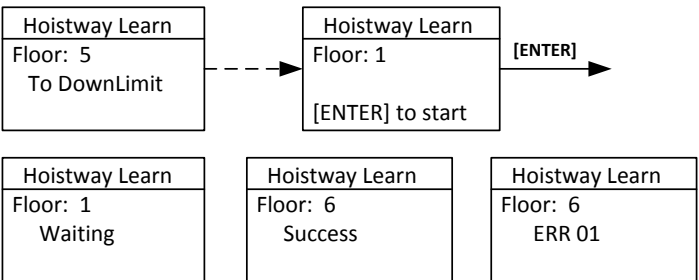 Hoistway Learn
Floor: 5
To DownLimit
Hoistway Learn
Floor: 1
[ENTER] to start
[ENTER]
Hoistway Learn
Floor: 1
Waiting
Hoistway Learn
Floor: 6
Success
Hoistway Learn
Floor: 6
ERR 01